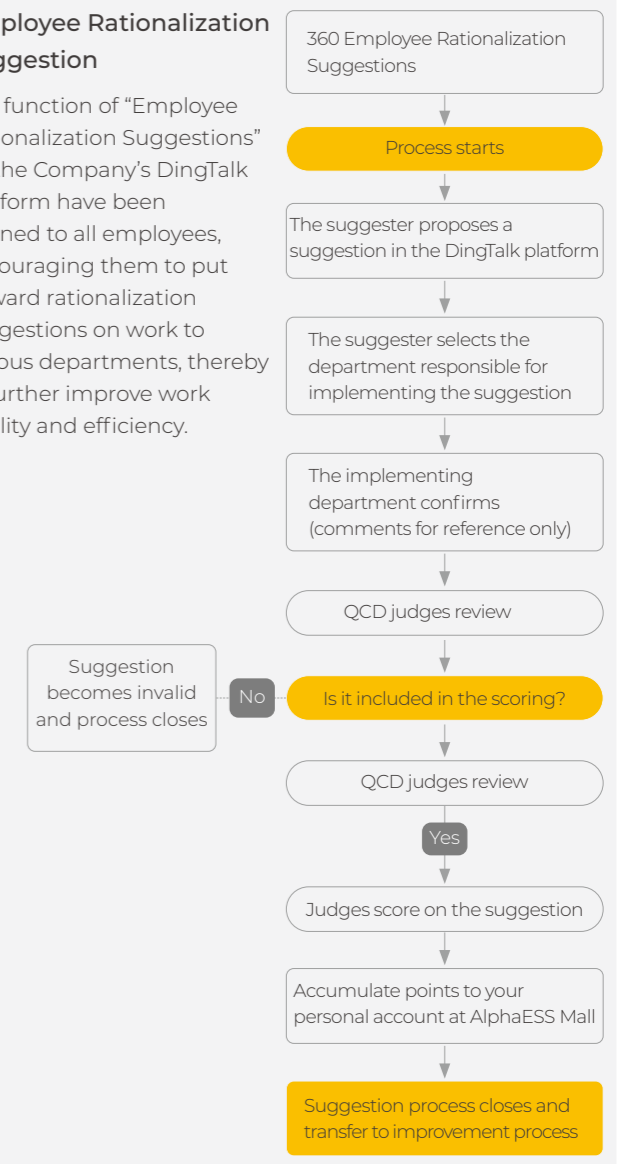 ployee Rationalization
ggestion
function of “Employee
onalization Suggestions”
the Company’s DingTalk
form have been
ned to all employees,
ouraging them to put
ward rationalization
gestions on work to
ous departments, thereby
urther improve work
lity and efficiency.
360 Employee Rationalization
Suggestions
Process starts
The suggester proposes a
suggestion in the DingTalk platform
The suggester selects the
department responsible for
implementing the suggestion
The implementing
department confirms
(comments for reference only)
QCD judges review
Is it included in the scoring?
No
Suggestion
becomes invalid
and process closes
QCD judges review
Yes
Judges score on the suggestion
Accumulate points to your
personal account at AlphaESS Mall
Suggestion process closes and
transfer to improvement process